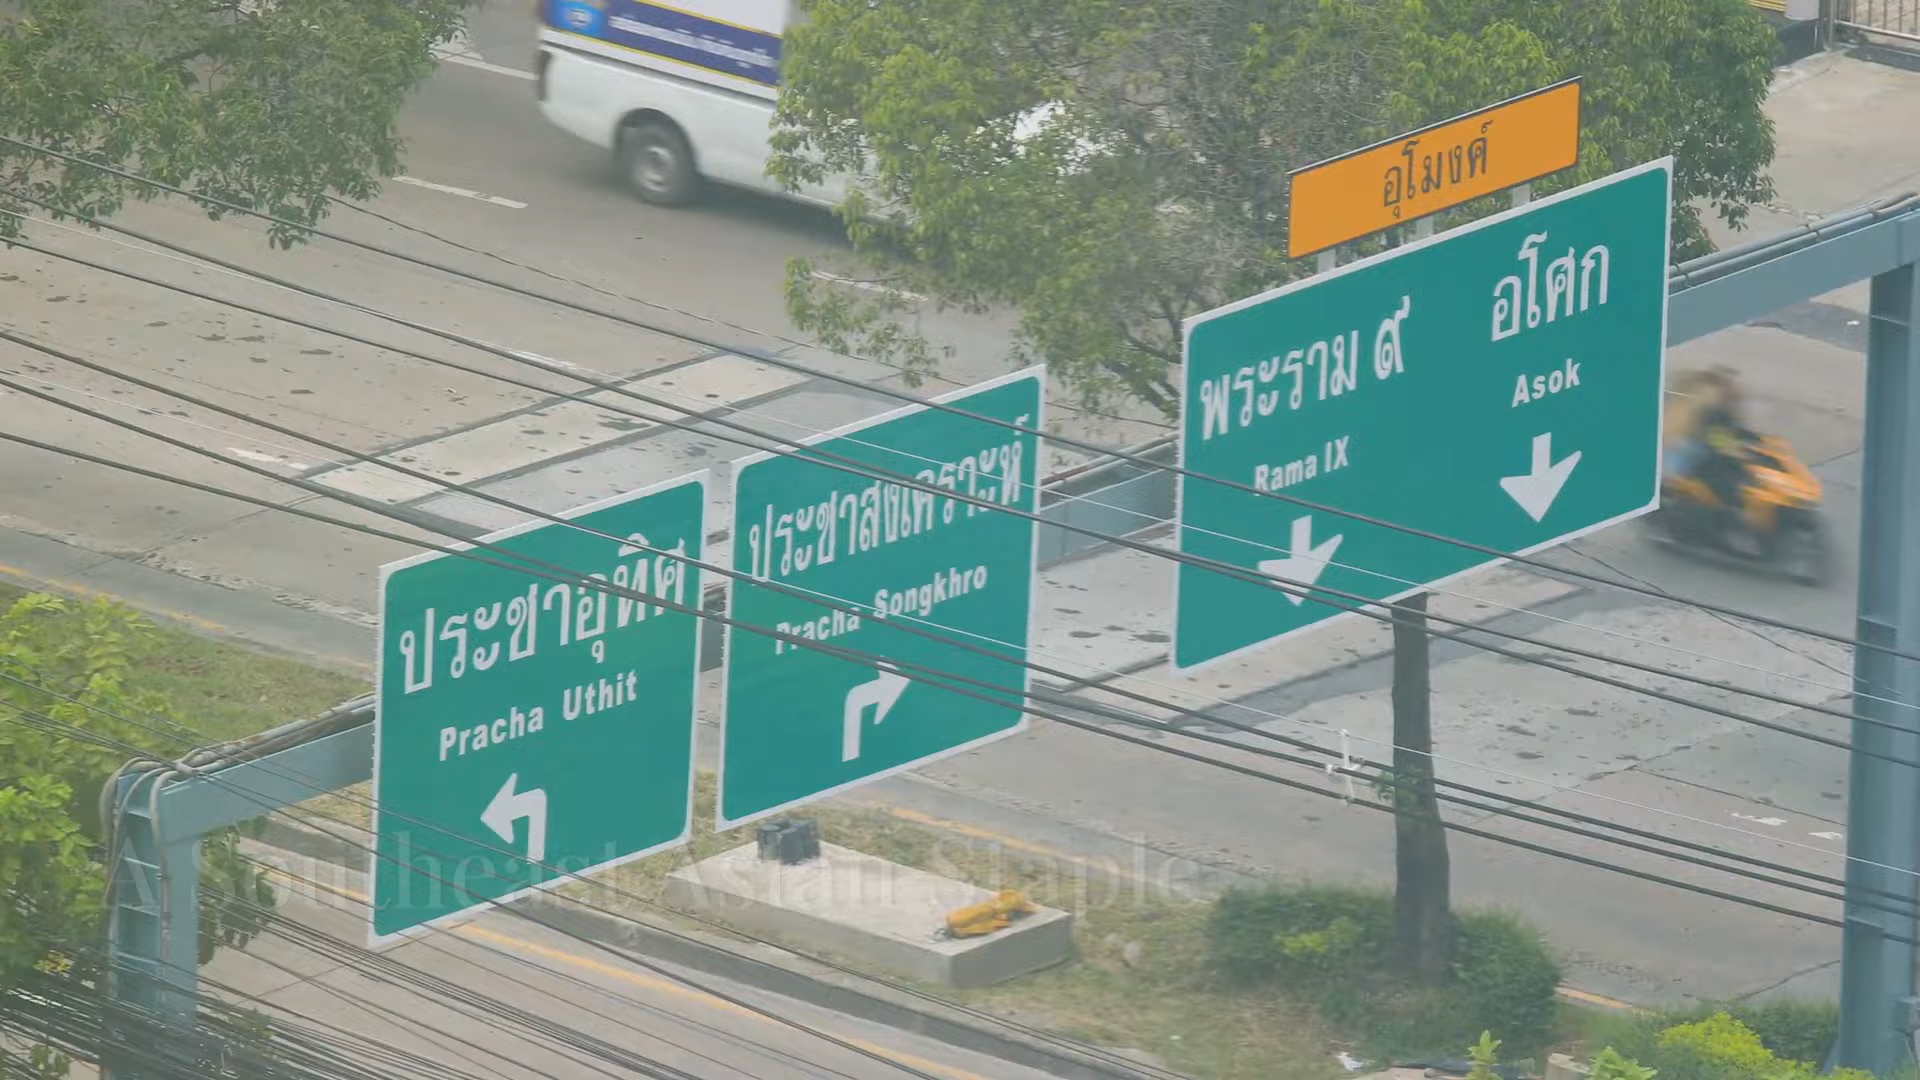 อุโมงค์
พระราม ๙
Rama IX
อโศก
Asok
ประชาสงเคราะห์
Pracha Songkhro
ประชาอุทิศ
Pracha Uthit
A Southeast Asian Staple